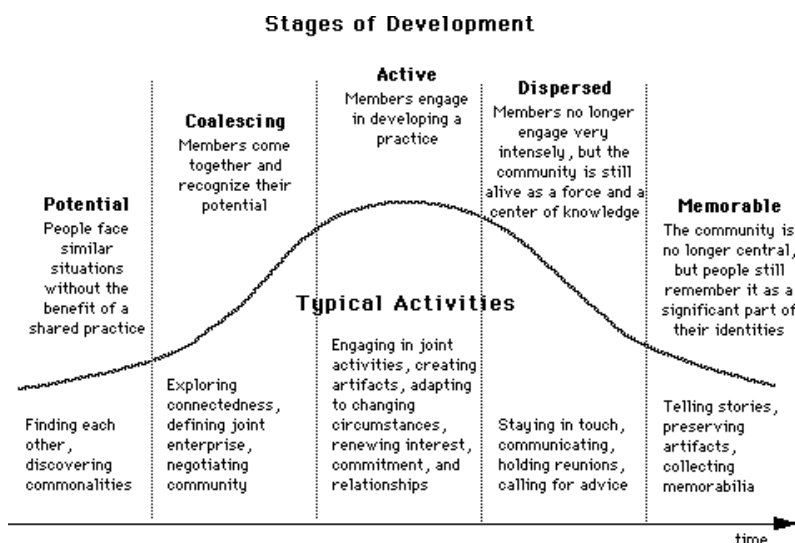 Stages of Development
Potential
People face
similar
situations
without the
benefit of a
shared practice
Coalescing
Members come
together and
recognize their
potential
Active
Members engage
in developing a
practice
Dispersed
Members no longer
engage very
intensely, but the
community is still
alive as a force and a
center of knowledge
Memorable
The community is
no longer central,
but people still
remember it as a
significant part of
their identities
Typical Activities
Finding each
other,
discovering
commonalities
Exploring
connectedness,
defining joint
enterprise,
negotiating
community
Engaging in joint
activities, creating
artifacts, adapting
to changing
circumstances,
renewing interest,
commitment, and
relationships
Staying in touch,
communicating,
holding reunions,
calling for advice
Telling stories,
preserving
artifacts,
collecting
memorabilia
time